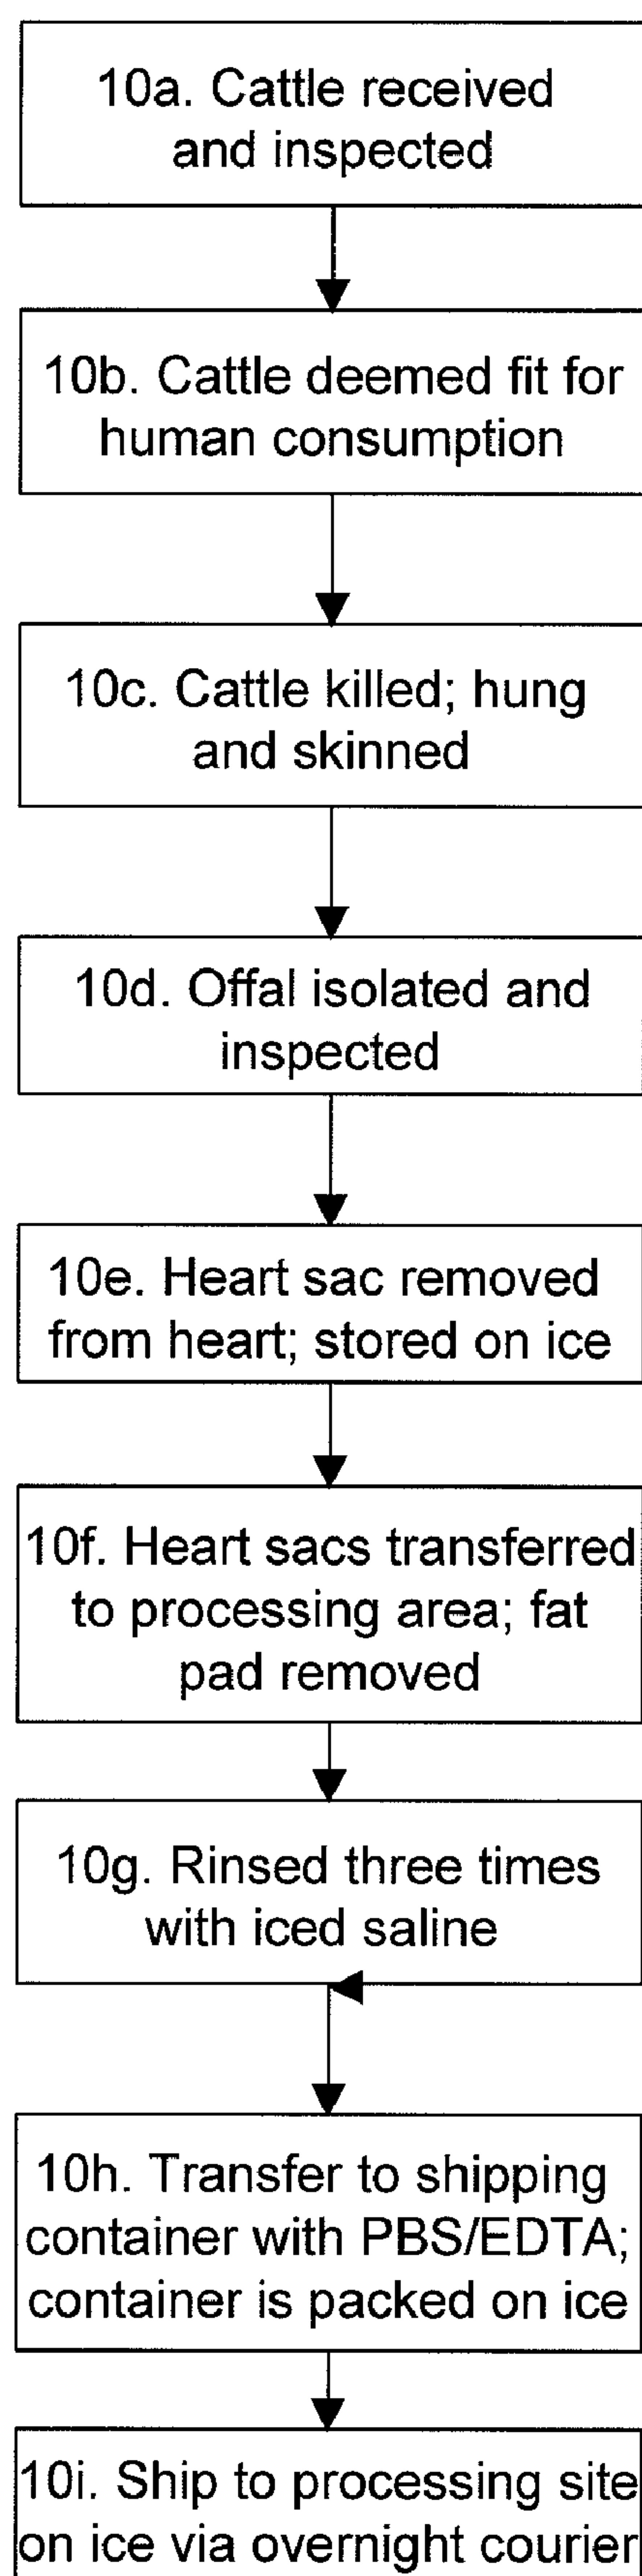 10a. Cattle received
and inspected
10b. Cattle deemed fit for
human consumption
10c. Cattle killed; hung
and skinned
10d. Offal isolated and
inspected
10e. Heart sac removed
from heart; stored on ice
10f. Heart sacs transferred
to processing area; fat
pad removed
10g. Rinsed three times
with iced saline
10h. Transfer to shipping
container with PBS/EDTA;
container is packed on ice
10i. Ship to processing site
on ice via overnight courier